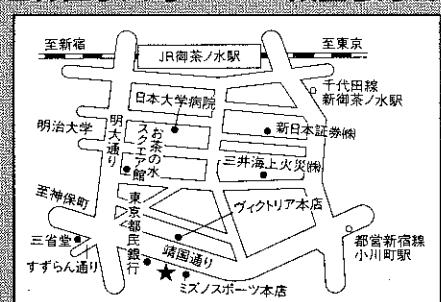 至新宿
JR御茶ノ水駅
至東京
千代田線
新御茶ノ水駅
日本大学病院
明治大学
明大通り
お茶の水
スクエア館
新日本証券㈱
三井海上火災㈱
至神保町
東京都民銀行
ヴィクトリア本店
三省堂
すずらん通り
靖国通り
都営新宿線
小川町駅
ミズノスポーツ本店